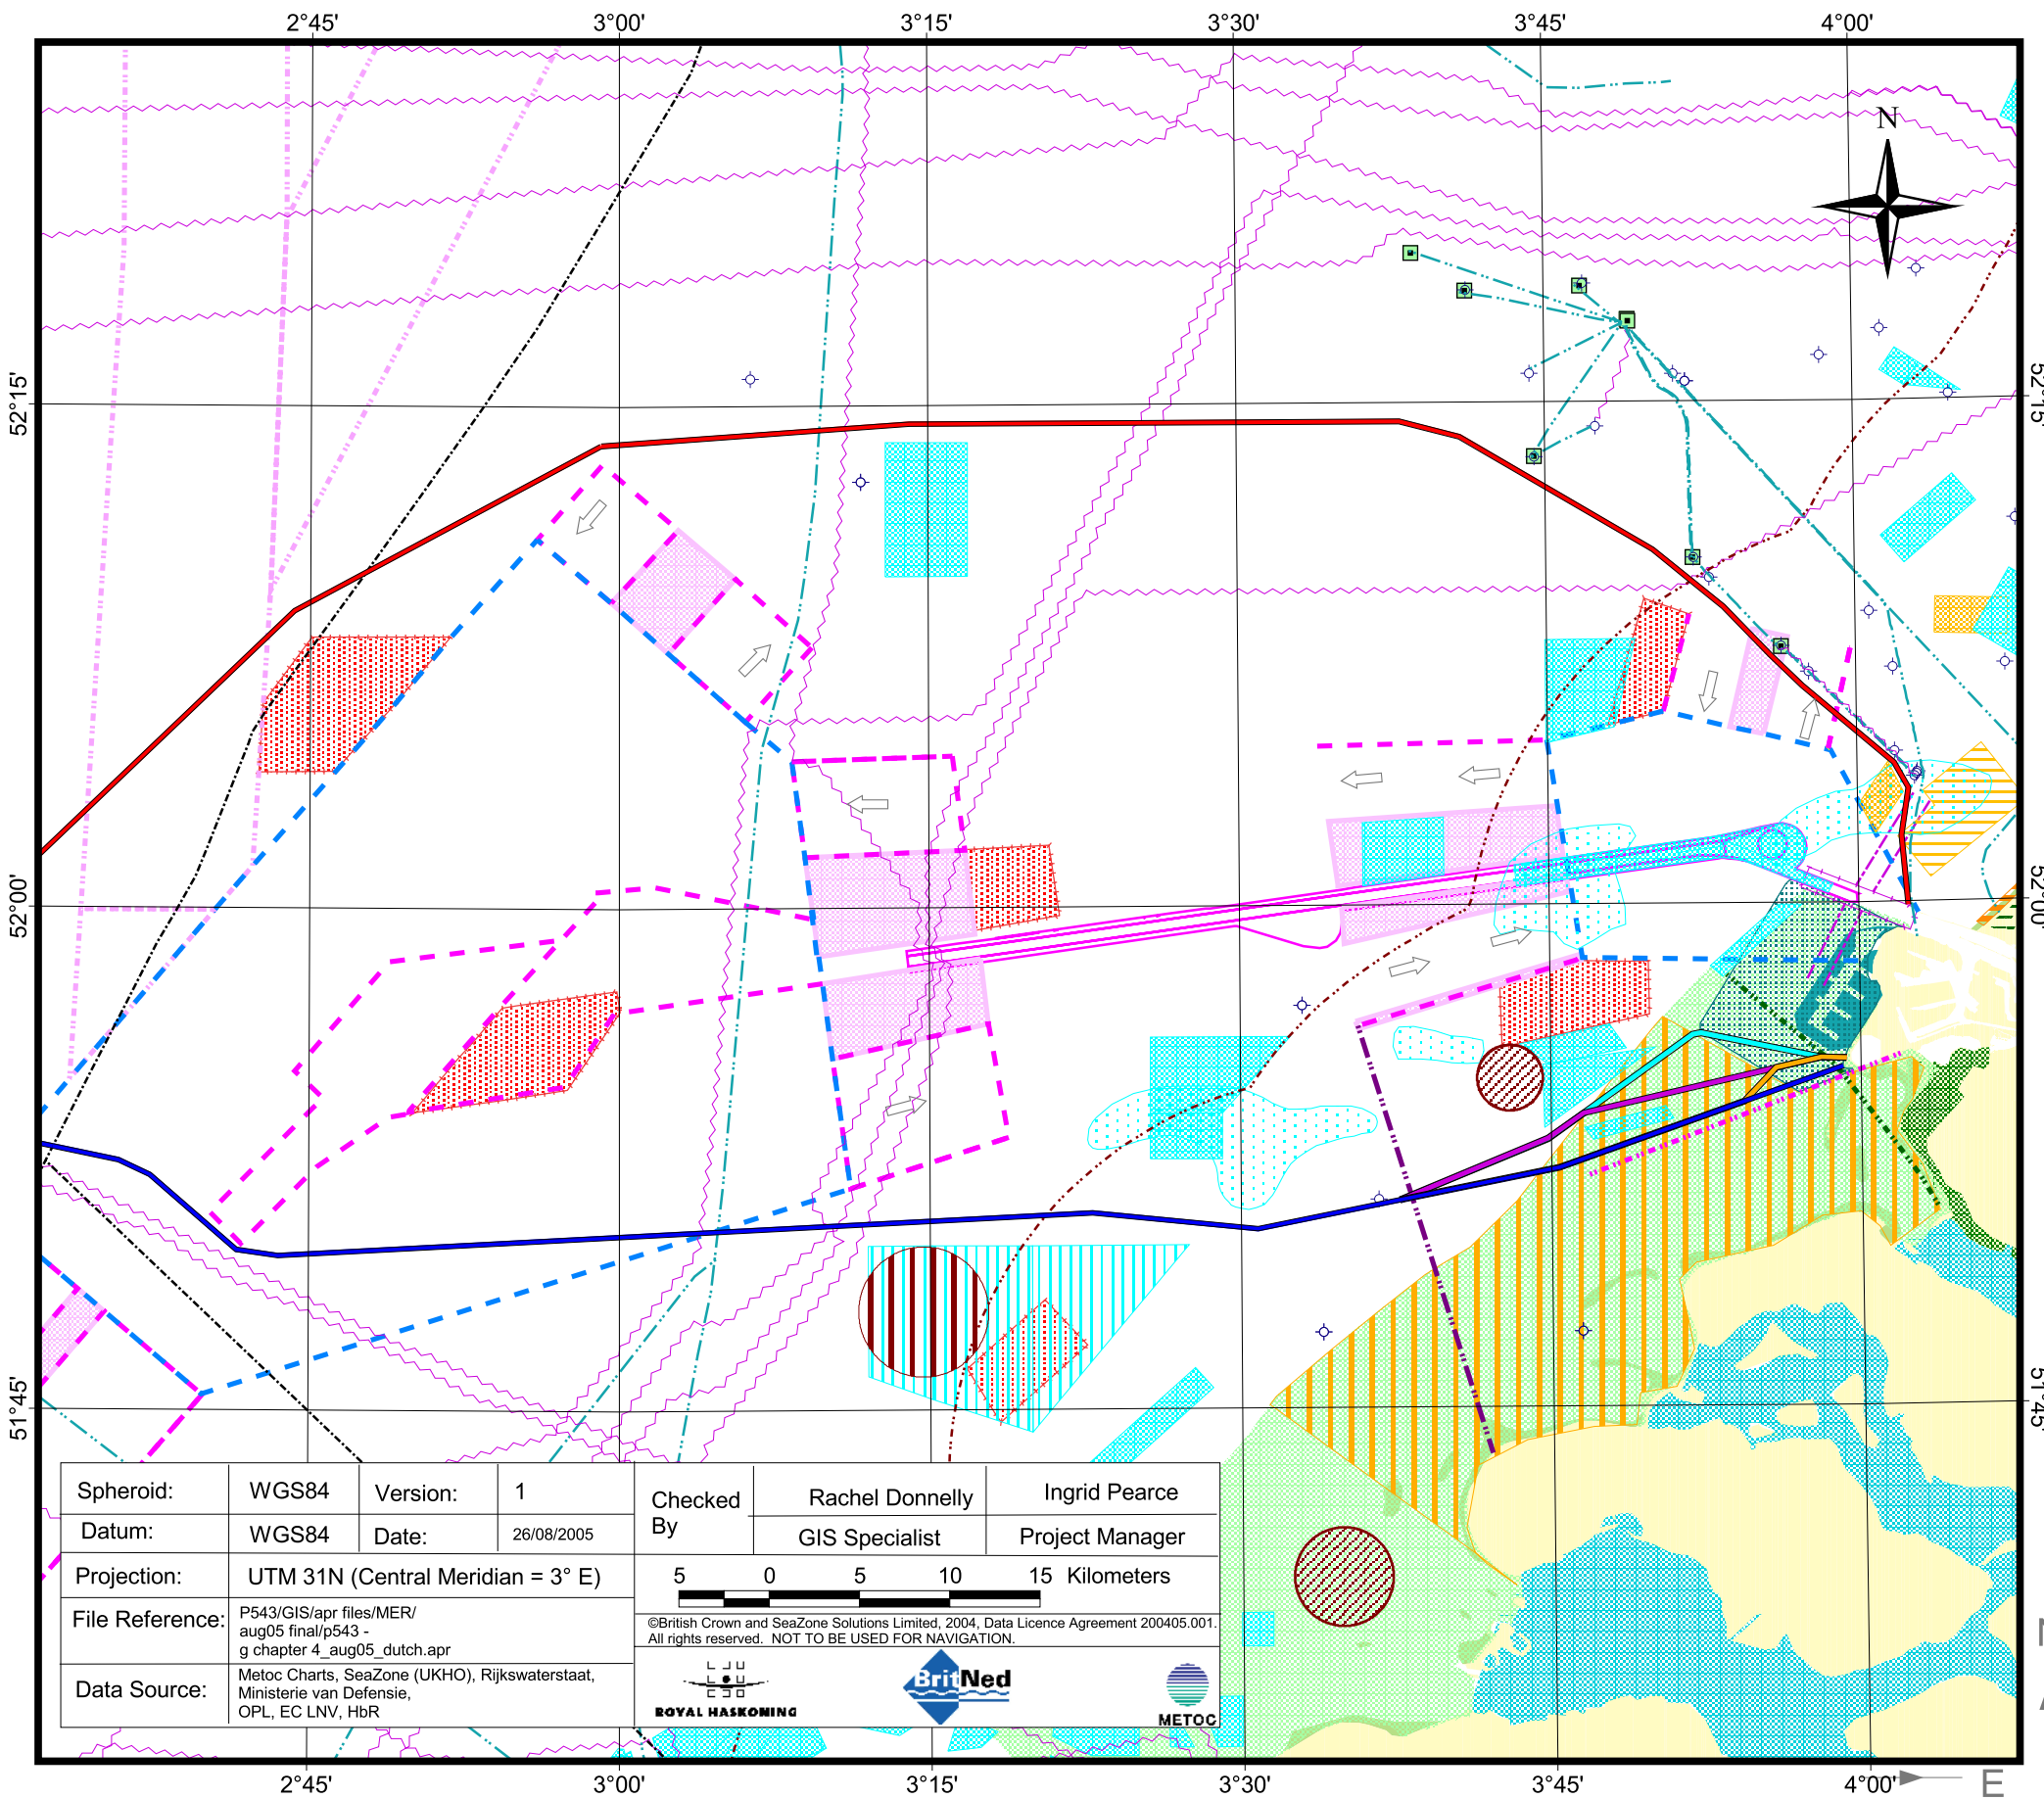 2°45' 3°00' 3°15' 3°30' 3°45' 4°00'
N
52°15' 52°15'
52°00' 52°00'
51°45' 51°45'
Spheroid: WGS84 Version: 1
Datum: WGS84 Date: 26/08/2005
Projection: UTM 31N (Central Meridian = 3° E)
File Reference: P543/GIS/apr files/MER/
aug05 final/p543 -
g chapter 4_aug05_dutch.apr
Data Source: Metoc Charts, SeaZone (UKHO), Rijkswaterstaat,
Ministerie van Defensie,
OPL, EC LNV, HbR
Checked By Rachel Donnelly Ingrid Pearce
GIS Specialist Project Manager
5 0 5 10 15 Kilometers
©British Crown and SeaZone Solutions Limited, 2004, Data Licence Agreement 200405.001.
All rights reserved. NOT TO BE USED FOR NAVIGATION.
ROYAL HASKONING
BritNed
METOC
2°45' 3°00' 3°15' 3°30' 3°45' 4°00'
E